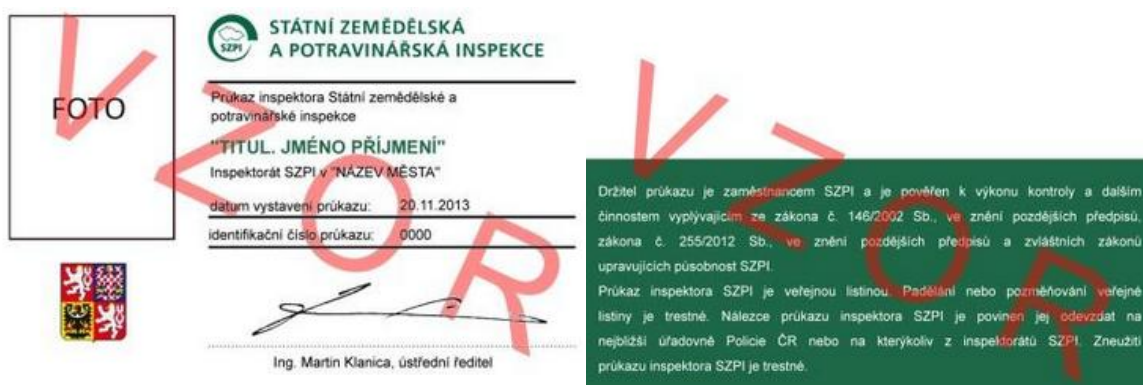 STÁTNÍ ZEMĚDĚLSKÁ
A POTRAVINÁŘSKÁ INSPEKCE
SZPI
FOTO
Průkaz inspektora Státní zemědělské a
potravinářské inspekce
"TITUL. JMÉNO PŘÍJMENÍ"
Inspektorát SZPI v "NÁZEV MĚSTA"
datum vystavení průkazu: 20.11.2013
identifikační číslo průkazu: 0000
Ing. Martin Klanica, ústřední ředitel
VZOR
Držitel průkazu je zaměstnancem SZPI a je pověřen k výkonu kontroly a dalším
činnostem vyplývajícím ze zákona č. 146/2002 Sb., ve znění pozdějších předpisů,
zákona č. 255/2012 Sb., ve znění pozdějších předpisů a zvláštních zákonů
upravujících působnost SZPI.
Průkaz inspektora SZPI je veřejnou listinou. Padělání nebo pozměňování veřejné
listiny je trestné. Nálezce průkazu inspektora SZPI je povinen jej odevzdat na
nejbližší úřadovně Policie ČR nebo na kterýkoliv z inspektorátů SZPI. Zneužití
průkazu inspektora SZPI je trestné.
VZOR